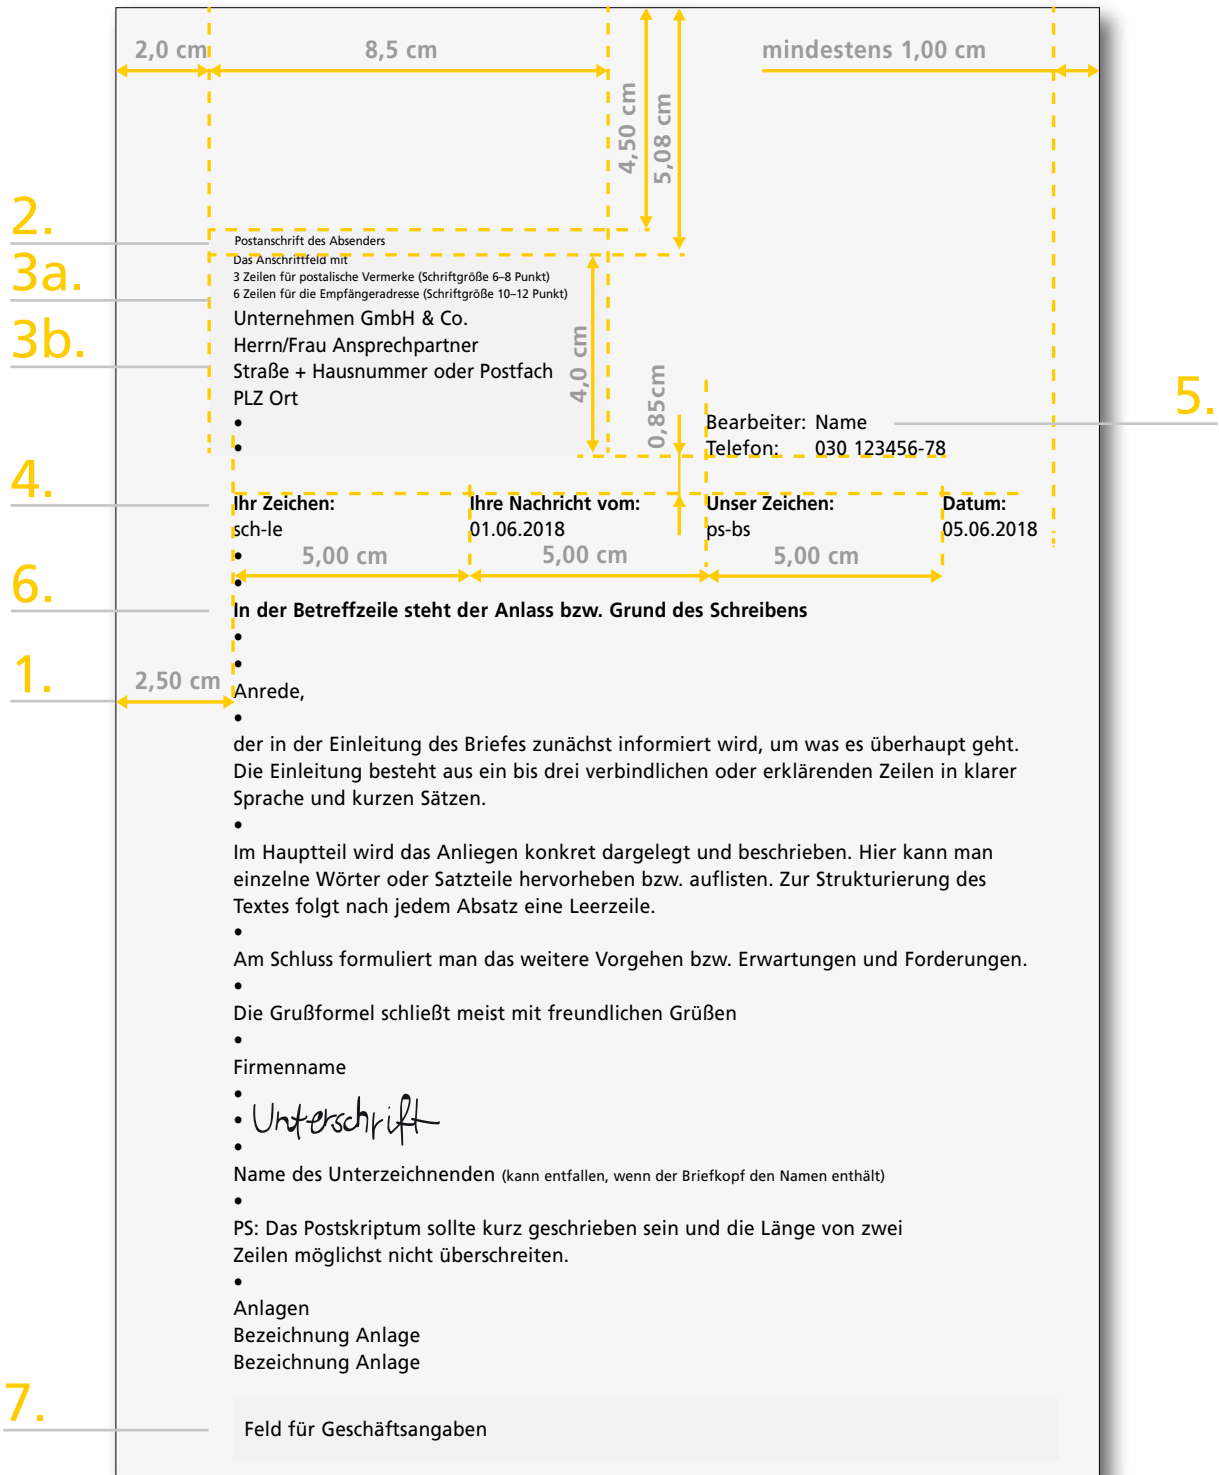 2,0 cm 8,5 cm mindestens 1,00 cm
4,50 cm
5,08 cm
2.
Postanschrift des Absenders
3a.
Das Anschriftfeld mit
3 Zeilen für postalische Vermerke (Schriftgröße 6–8 Punkt)
6 Zeilen für die Empfängeradresse (Schriftgröße 10–12 Punkt)
3b.
Unternehmen GmbH & Co.
Herrn/Frau Ansprechpartner
Straße + Hausnummer oder Postfach
PLZ Ort
•
•
4,0 cm
0,85cm
5.
Bearbeiter: Name
Telefon: 030 123456-78
4.
Ihr Zeichen: Ihre Nachricht vom: Unser Zeichen: Datum:
sch-le 01.06.2018 ps-bs 05.06.2018
•
5,00 cm 5,00 cm 5,00 cm
•
6.
In der Betreffzeile steht der Anlass bzw. Grund des Schreibens
•
•
1.
2,50 cm
Anrede,
•
der in der Einleitung des Briefes zunächst informiert wird, um was es überhaupt geht.
Die Einleitung besteht aus ein bis drei verbindlichen oder erklärenden Zeilen in klarer
Sprache und kurzen Sätzen.
•
Im Hauptteil wird das Anliegen konkret dargelegt und beschrieben. Hier kann man
einzelne Wörter oder Satzteile hervorheben bzw. auflisten. Zur Strukturierung des
Textes folgt nach jedem Absatz eine Leerzeile.
•
Am Schluss formuliert man das weitere Vorgehen bzw. Erwartungen und Forderungen.
•
Die Grußformel schließt meist mit freundlichen Grüßen
•
Firmenname
•
• Unterschrift
•
Name des Unterzeichnenden (kann entfallen, wenn der Briefkopf den Namen enthält)
•
PS: Das Postskriptum sollte kurz geschrieben sein und die Länge von zwei
Zeilen möglichst nicht überschreiten.
•
Anlagen
Bezeichnung Anlage
Bezeichnung Anlage
7.
Feld für Geschäftsangaben